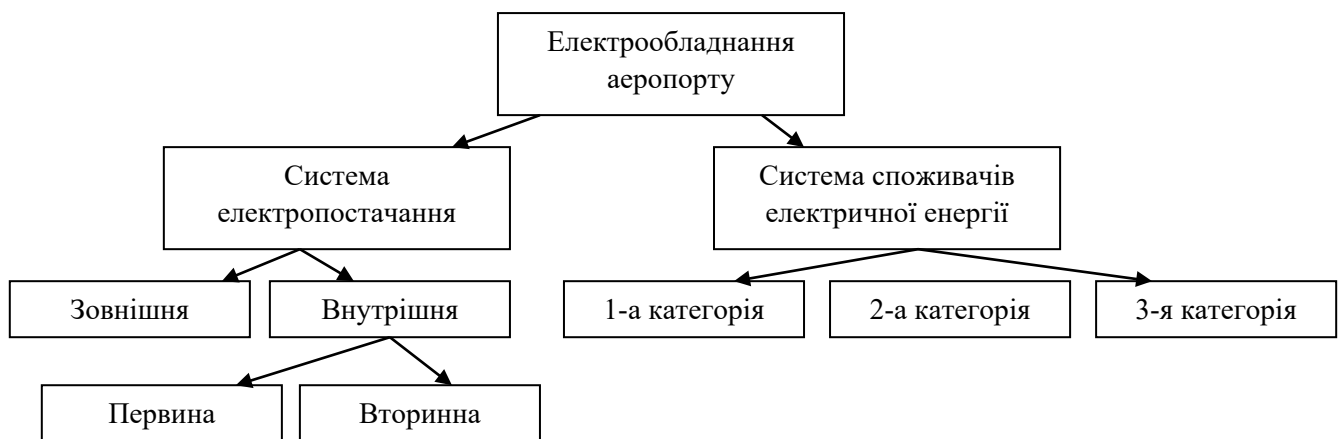 Електрообладнання
аеропорту
Система
електропостачання
Система споживачів
електричної енергії
Зовнішня
Внутрішня
1-а категорія
2-а категорія
3-я категорія
Первина
Вторинна